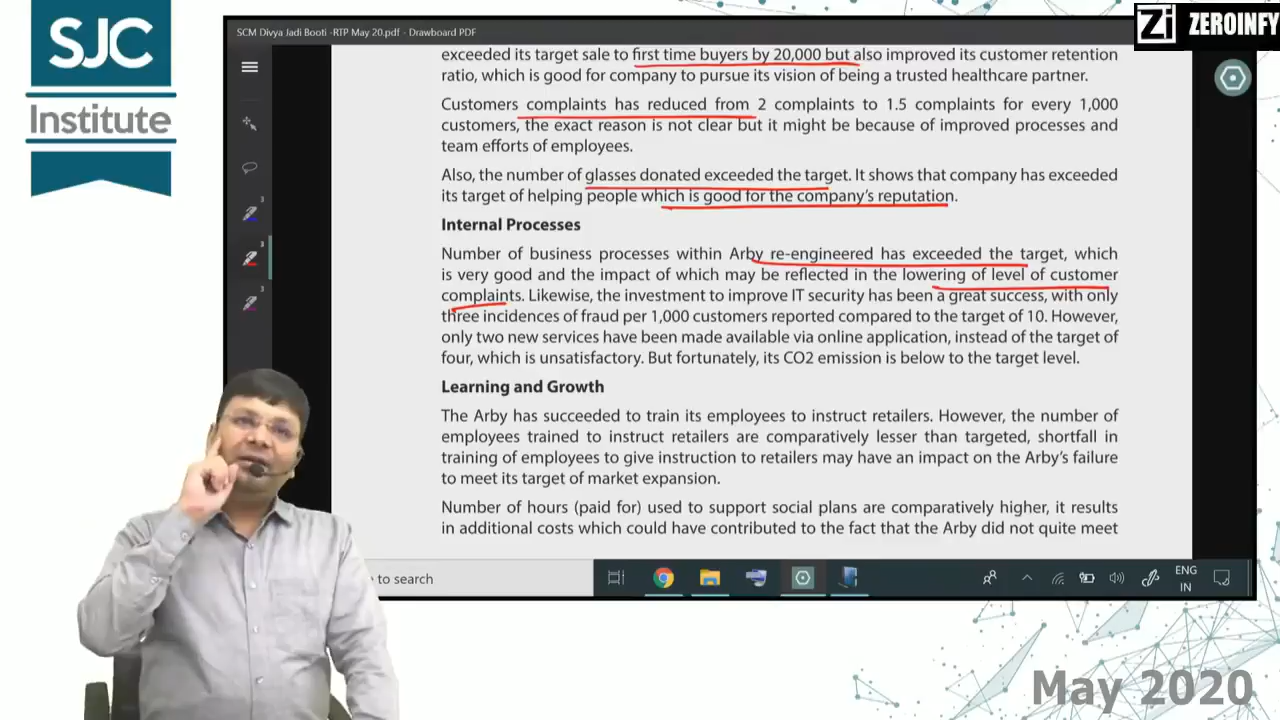 SJC
Institute
ZEROINFY
SCM Divya Jadi Booti -RTP May 20.pdf - Drawboard PDF
exceeded its target sale to first time buyers by 20,000 but also improved its customer retention
ratio, which is good for company to pursue its vision of being a trusted healthcare partner.
Customers complaints has reduced from 2 complaints to 1.5 complaints for every 1,000
customers, the exact reason is not clear but it might be because of improved processes and
team efforts of employees.
Also, the number of glasses donated exceeded the target. It shows that company has exceeded
its target of helping people which is good for the company's reputation.
Internal Processes
Number of business processes within Arby re-engineered has exceeded the target, which
is very good and the impact of which may be reflected in the lowering of level of customer
complaints. Likewise, the investment to improve IT security has been a great success, with only
three incidences of fraud per 1,000 customers reported compared to the target of 10. However,
only two new services have been made available via online application, instead of the target of
four, which is unsatisfactory. But fortunately, its CO2 emission is below to the target level.
Learning and Growth
The Arby has succeeded to train its employees to instruct retailers. However, the number of
employees trained to instruct retailers are comparatively lesser than targeted, shortfall in
training of employees to give instruction to retailers may have an impact on the Arby's failure
to meet its target of market expansion.
Number of hours (paid for) used to support social plans are comparatively higher, it results
in additional costs which could have contributed to the fact that the Arby did not quite meet
to search
ENG
IN
May 2020